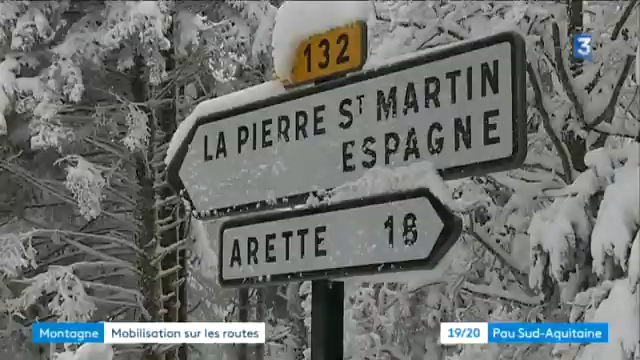 3
132
LA PIERRE ST MARTIN
ESPAGNE
ARETTE 18
Montagne Mobilisation sur les routes 19/20 Pau Sud-Aquitaine